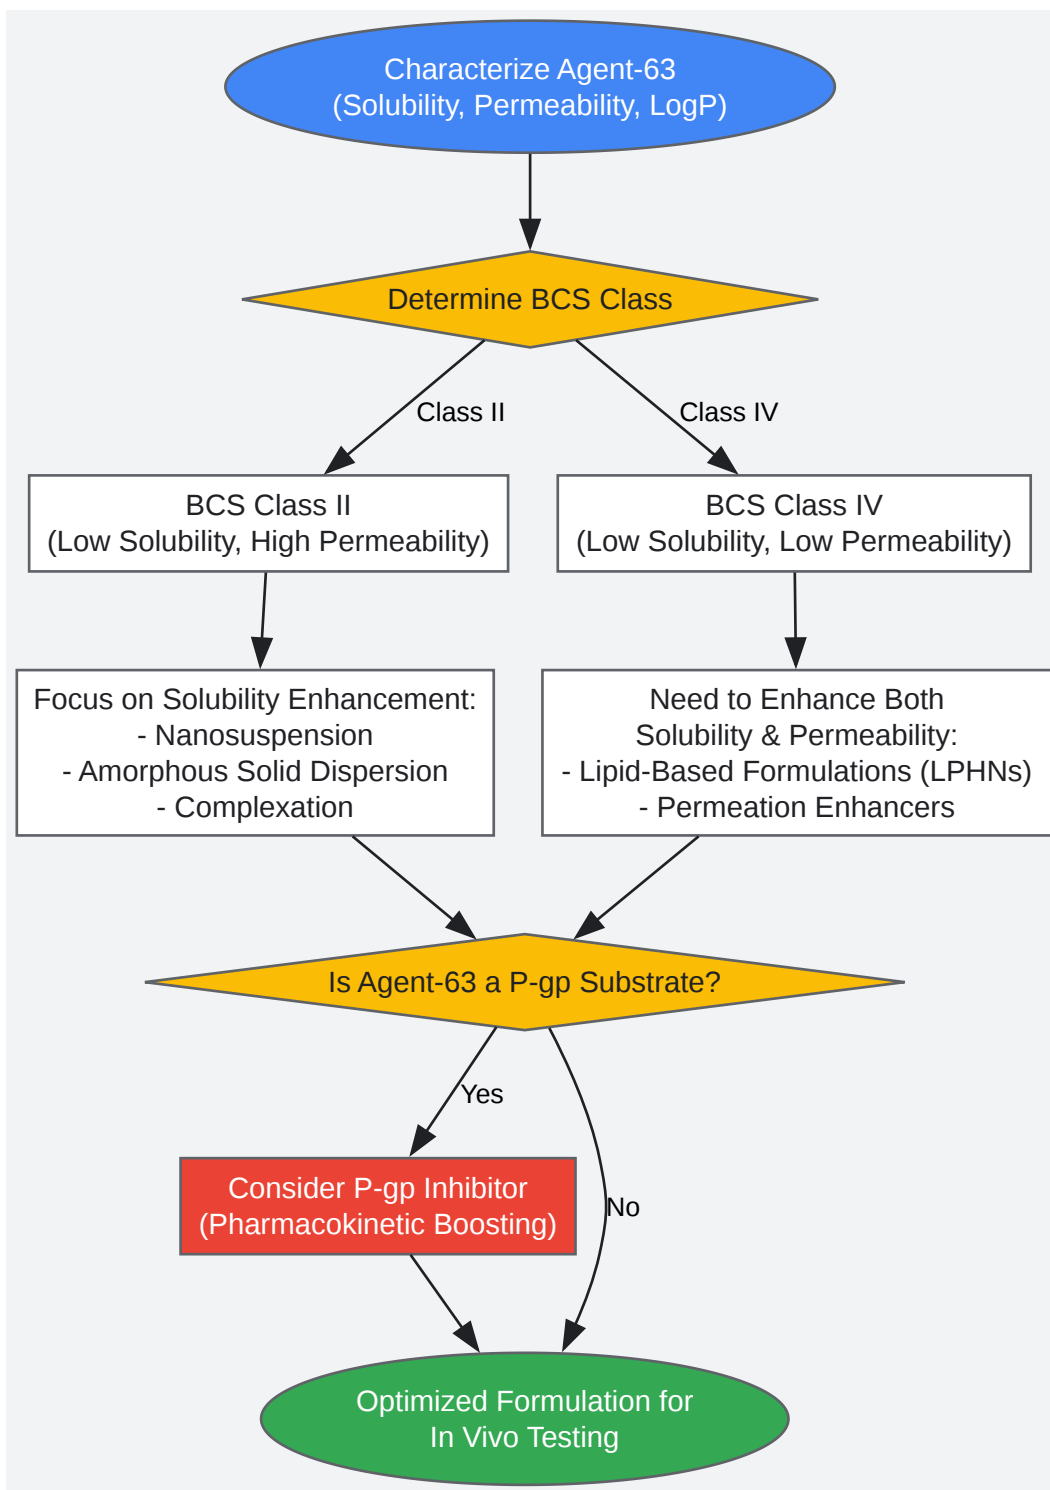 Characterize Agent-63
(Solubility, Permeability, LogP)
Determine BCS Class
Class II
Class IV
BCS Class II
(Low Solubility, High Permeability)
BCS Class IV
(Low Solubility, Low Permeability)
Focus on Solubility Enhancement:
- Nanosuspension
- Amorphous Solid Dispersion
- Complexation
Need to Enhance Both
Solubility & Permeability:
- Lipid-Based Formulations (LPHNs)
- Permeation Enhancers
Is Agent-63 a P-gp Substrate?
Yes
Consider P-gp Inhibitor
(Pharmacokinetic Boosting)
No
Optimized Formulation for
In Vivo Testing